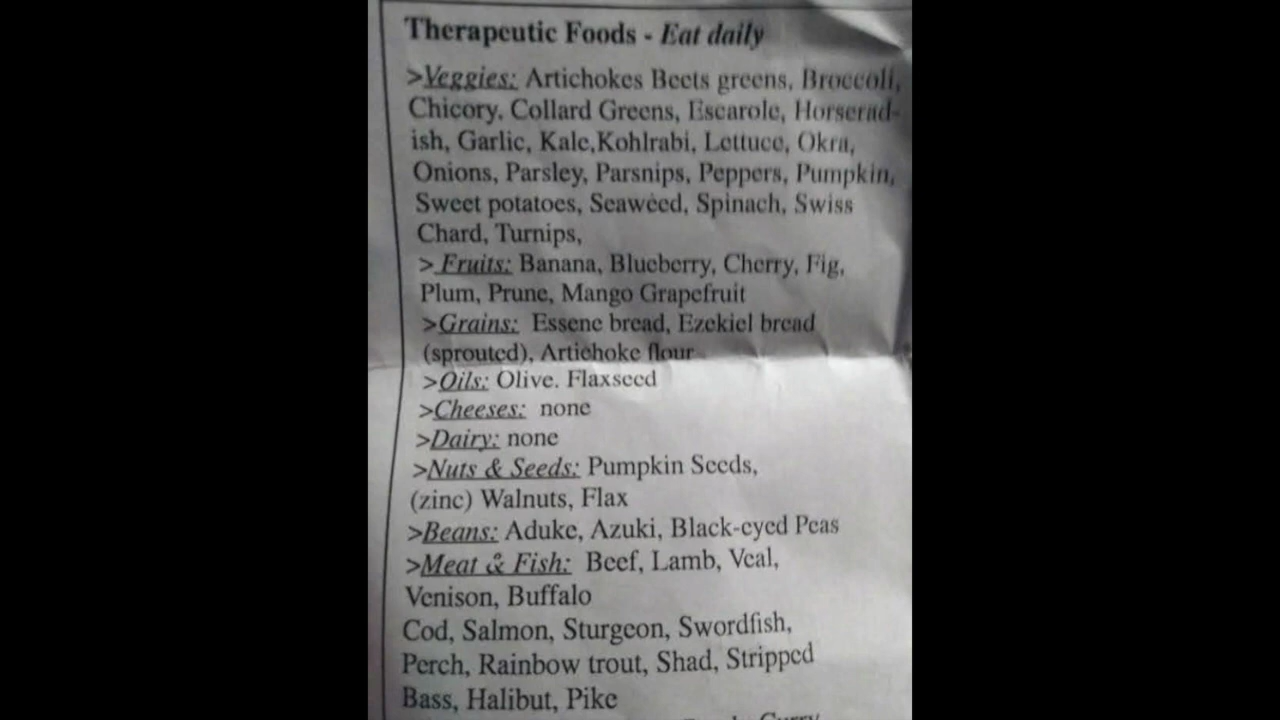 Therapeutic Foods - Eat daily
>Veggies: Artichokes Beets greens, Broccoli,
Chicory, Collard Greens, Escarole, Horserad-
ish, Garlic, Kale,Kohlrabi, Lettuce, Okra,
Onions, Parsley, Parsnips, Peppers, Pumpkin,
Sweet potatoes, Seaweed, Spinach, Swiss
Chard, Turnips,
> Fruits: Banana, Blueberry, Cherry, Fig,
Plum, Prune, Mango Grapefruit
>Grains: Essene bread, Ezekiel bread
(sprouted), Artichoke flour
>Oils: Olive. Flaxseed
>Cheeses: none
>Dairy: none
>Nuts & Seeds: Pumpkin Seeds,
(zinc) Walnuts, Flax
>Beans: Aduke, Azuki, Black-eyed Peas
>Meat & Fish: Beef, Lamb, Veal,
Venison, Buffalo
Cod, Salmon, Sturgeon, Swordfish,
Perch, Rainbow trout, Shad, Stripped
Bass, Halibut, Pike
Curry